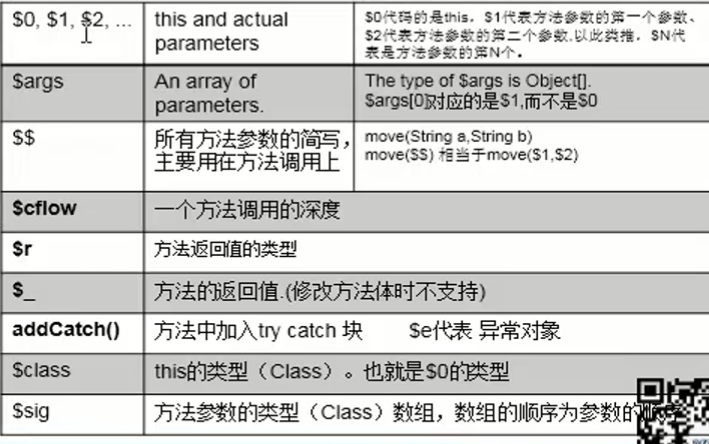 $0, $1, $2, ...
this and actual
parameters
$0代码的是this，$1代表方法参数的第一个参数、
$2代表方法参数的第二个参数,以此类推，$N代
表是方法参数的第N个。
$args
An array of
parameters.
The type of $args is Object[].
$args[0]对应的是$1,而不是$0
$$
所有方法参数的简写，
主要用在方法调用上
move(String a,String b)
move($$) 相当于move($1,$2)
$cflow
一个方法调用的深度
$r
方法返回值的类型
$_
方法的返回值.(修改方法体时不支持)
addCatch()
方法中加入try catch 块 $e代表 异常对象
$class
this的类型（Class）。也就是$0的类型
$sig
方法参数的类型（Class）数组，数组的顺序为参数的顺序